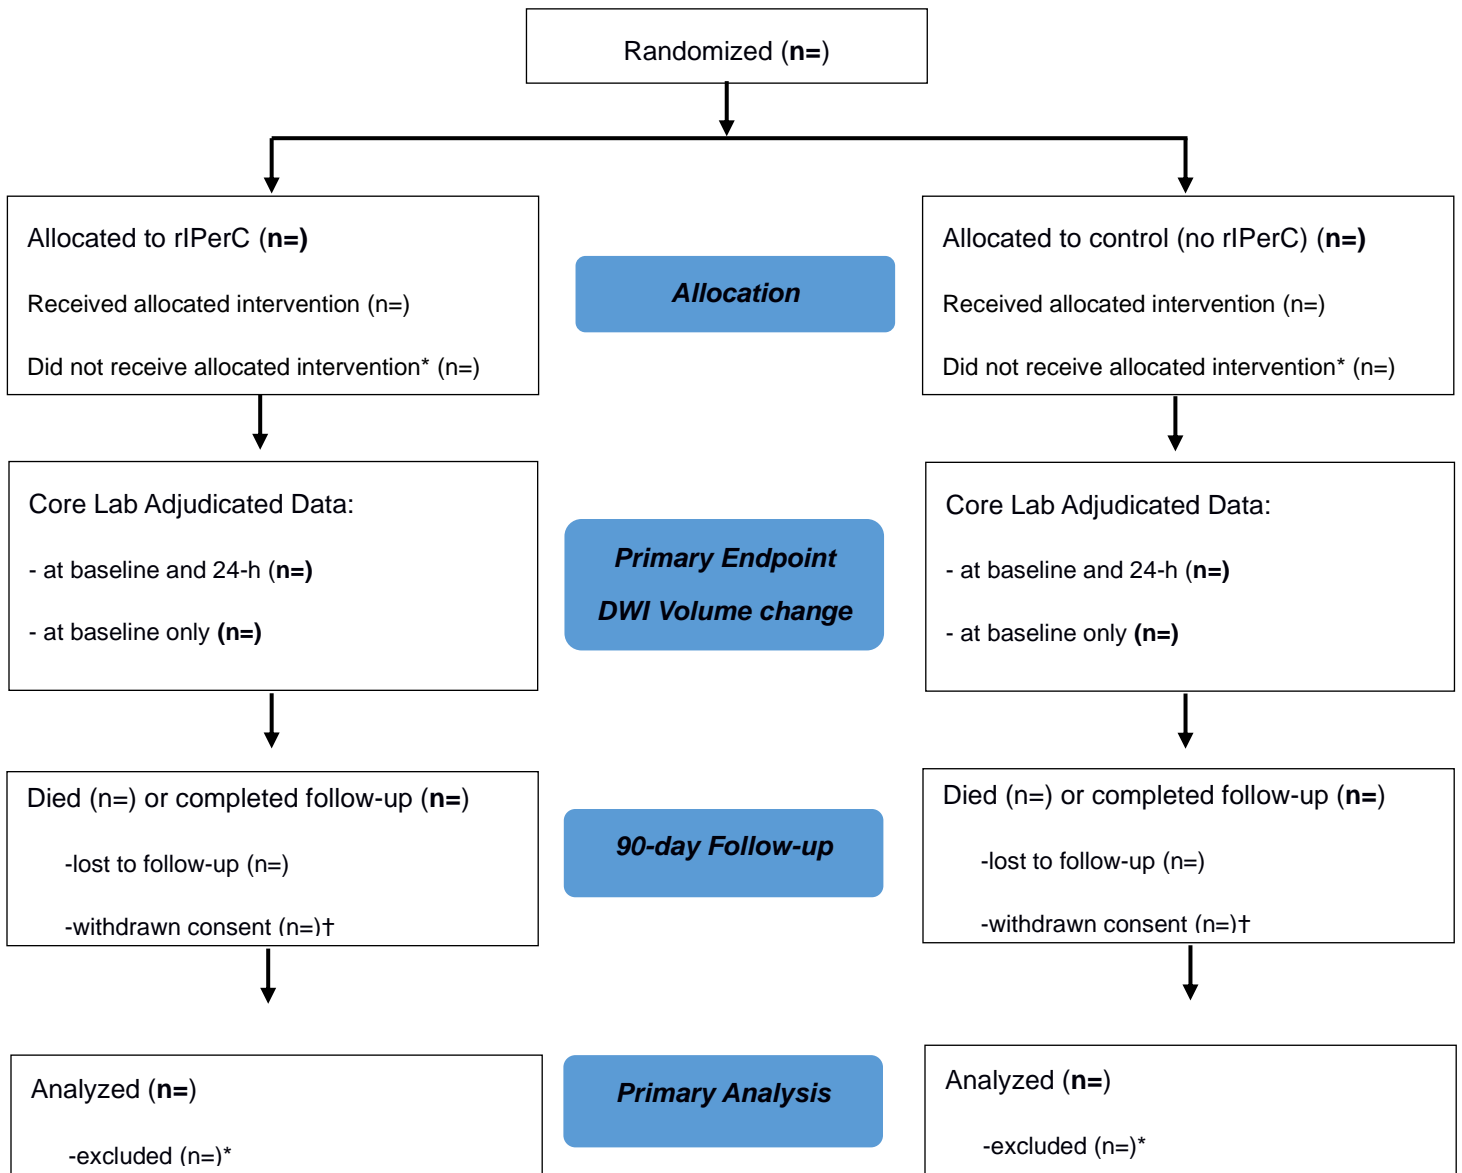 Randomized (n=)
Allocated to rIPerC (n=)
Received allocated intervention (n=)
Did not receive allocated intervention* (n=)
Allocation
Allocated to control (no rIPerC) (n=)
Received allocated intervention (n=)
Did not receive allocated intervention* (n=)
Core Lab Adjudicated Data:
- at baseline and 24-h (n=)
- at baseline only (n=)
Primary Endpoint
DWI Volume change
Core Lab Adjudicated Data:
- at baseline and 24-h (n=)
- at baseline only (n=)
Died (n=) or completed follow-up (n=)
-lost to follow-up (n=)
-withdrawn consent (n=)†
90-day Follow-up
Died (n=) or completed follow-up (n=)
-lost to follow-up (n=)
-withdrawn consent (n=)†
Analyzed (n=)
-excluded (n=)*
Primary Analysis
Analyzed (n=)
-excluded (n=)*